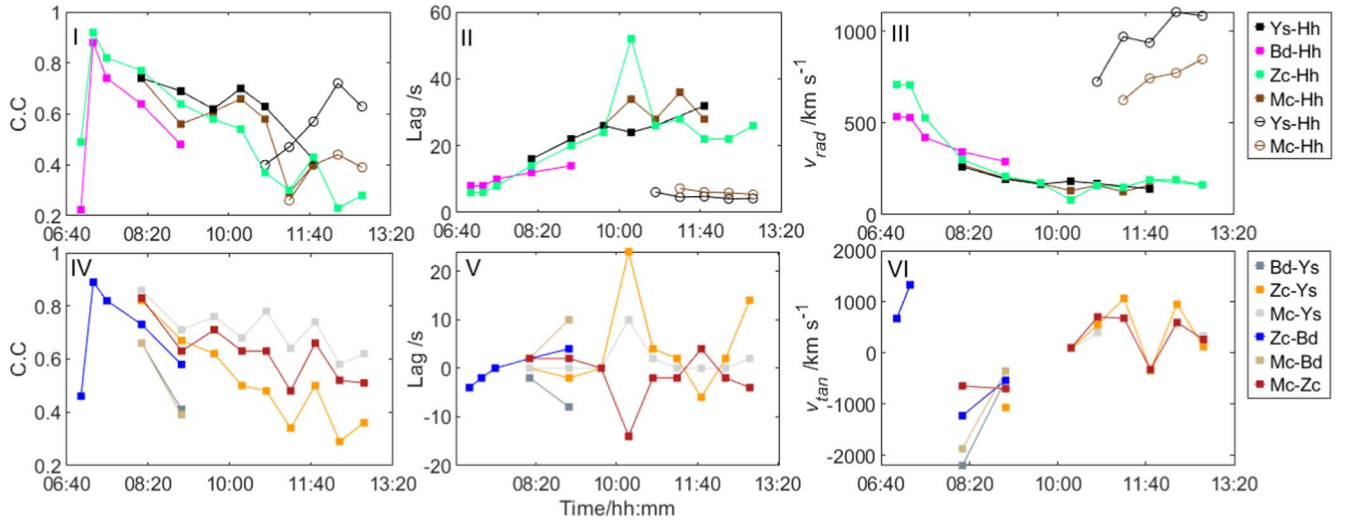 I
C.C
1
0.8
0.6
0.4
0.2
06:40
08:20
10:00
11:40
13:20
II
Lag /s
60
40
20
0
06:40
08:20
10:00
11:40
13:20
III
v_rad /km s^-1
1000
500
0
06:40
08:20
10:00
11:40
13:20
Ys-Hh
Bd-Hh
Zc-Hh
Mc-Hh
Ys-Hh
Mc-Hh
IV
C.C
1
0.8
0.6
0.4
0.2
06:40
08:20
10:00
11:40
13:20
V
Lag /s
20
10
0
-10
-20
08:20
10:00
11:40
13:20
Time/hh:mm
VI
v_tan /km s^-1
2000
1000
0
-1000
-2000
06:40
08:20
10:00
11:40
13:20
Bd-Ys
Zc-Ys
Mc-Ys
Zc-Bd
Mc-Bd
Mc-Zc